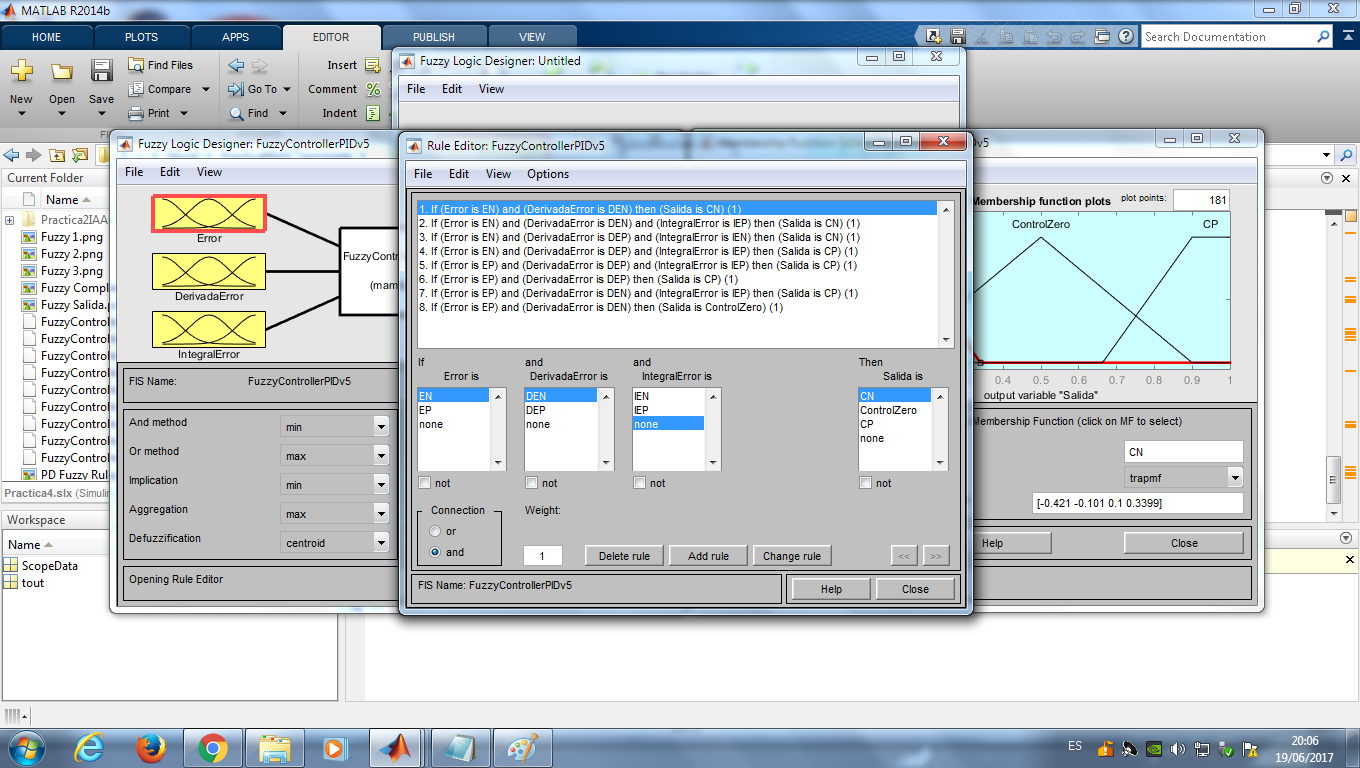 MATLAB R2014b
HOME PLOTS APPS EDITOR PUBLISH VIEW
Search Documentation
New Open Save
Find Files
Compare
Print
Go To
Find
Insert
Comment
Indent
Fuzzy Logic Designer: Untitled
File Edit View
Current Folder
Name
Practica2IAA
Fuzzy 1.png
Fuzzy 2.png
Fuzzy 3.png
Fuzzy Compl
Fuzzy Salida.png
FuzzyControl
FuzzyControl
FuzzyControl
FuzzyControl
FuzzyControl
FuzzyControl
FuzzyControl
FuzzyControl
FuzzyControl
PD Fuzzy Rul
Practica4.slx (Simulin
Workspace
Name
ScopeData
tout
Fuzzy Logic Designer: FuzzyControllerPIDv5
File Edit View
Error
DerivadaError
IntegralError
FuzzyContro
(mam
FIS Name: FuzzyControllerPIDv5
And method min
Or method max
Implication min
Aggregation max
Defuzzification centroid
Opening Rule Editor
Rule Editor: FuzzyControllerPIDv5
File Edit View Options
1. If (Error is EN) and (DerivadaError is DEN) then (Salida is CN) (1)
2. If (Error is EN) and (DerivadaError is DEN) and (IntegralError is IEP) then (Salida is CN) (1)
3. If (Error is EN) and (DerivadaError is DEP) and (IntegralError is IEN) then (Salida is CN) (1)
4. If (Error is EN) and (DerivadaError is DEP) and (IntegralError is IEP) then (Salida is CP) (1)
5. If (Error is EP) and (DerivadaError is DEP) and (IntegralError is IEP) then (Salida is CP) (1)
6. If (Error is EP) and (DerivadaError is DEP) then (Salida is CP) (1)
7. If (Error is EP) and (DerivadaError is DEN) and (IntegralError is IEP) then (Salida is CP) (1)
8. If (Error is EP) and (DerivadaError is DEN) then (Salida is ControlZero) (1)
If and and Then
Error is DerivadaError is IntegralError is Salida is
EN DEN IEN CN
EP DEP IEP ControlZero
none none none CP
none
not not not not
Connection
or
and
Weight:
1 Delete rule Add rule Change rule << >>
FIS Name: FuzzyControllerPIDv5
Help Close
Dv5
Membership function plots plot points: 181
ControlZero CP
0.4 0.5 0.6 0.7 0.8 0.9 1
output variable "Salida"
Membership Function (click on MF to select)
CN
trapmf
[-0.421 -0.101 0.1 0.3399]
Help Close
ES
20:06
19/06/2017